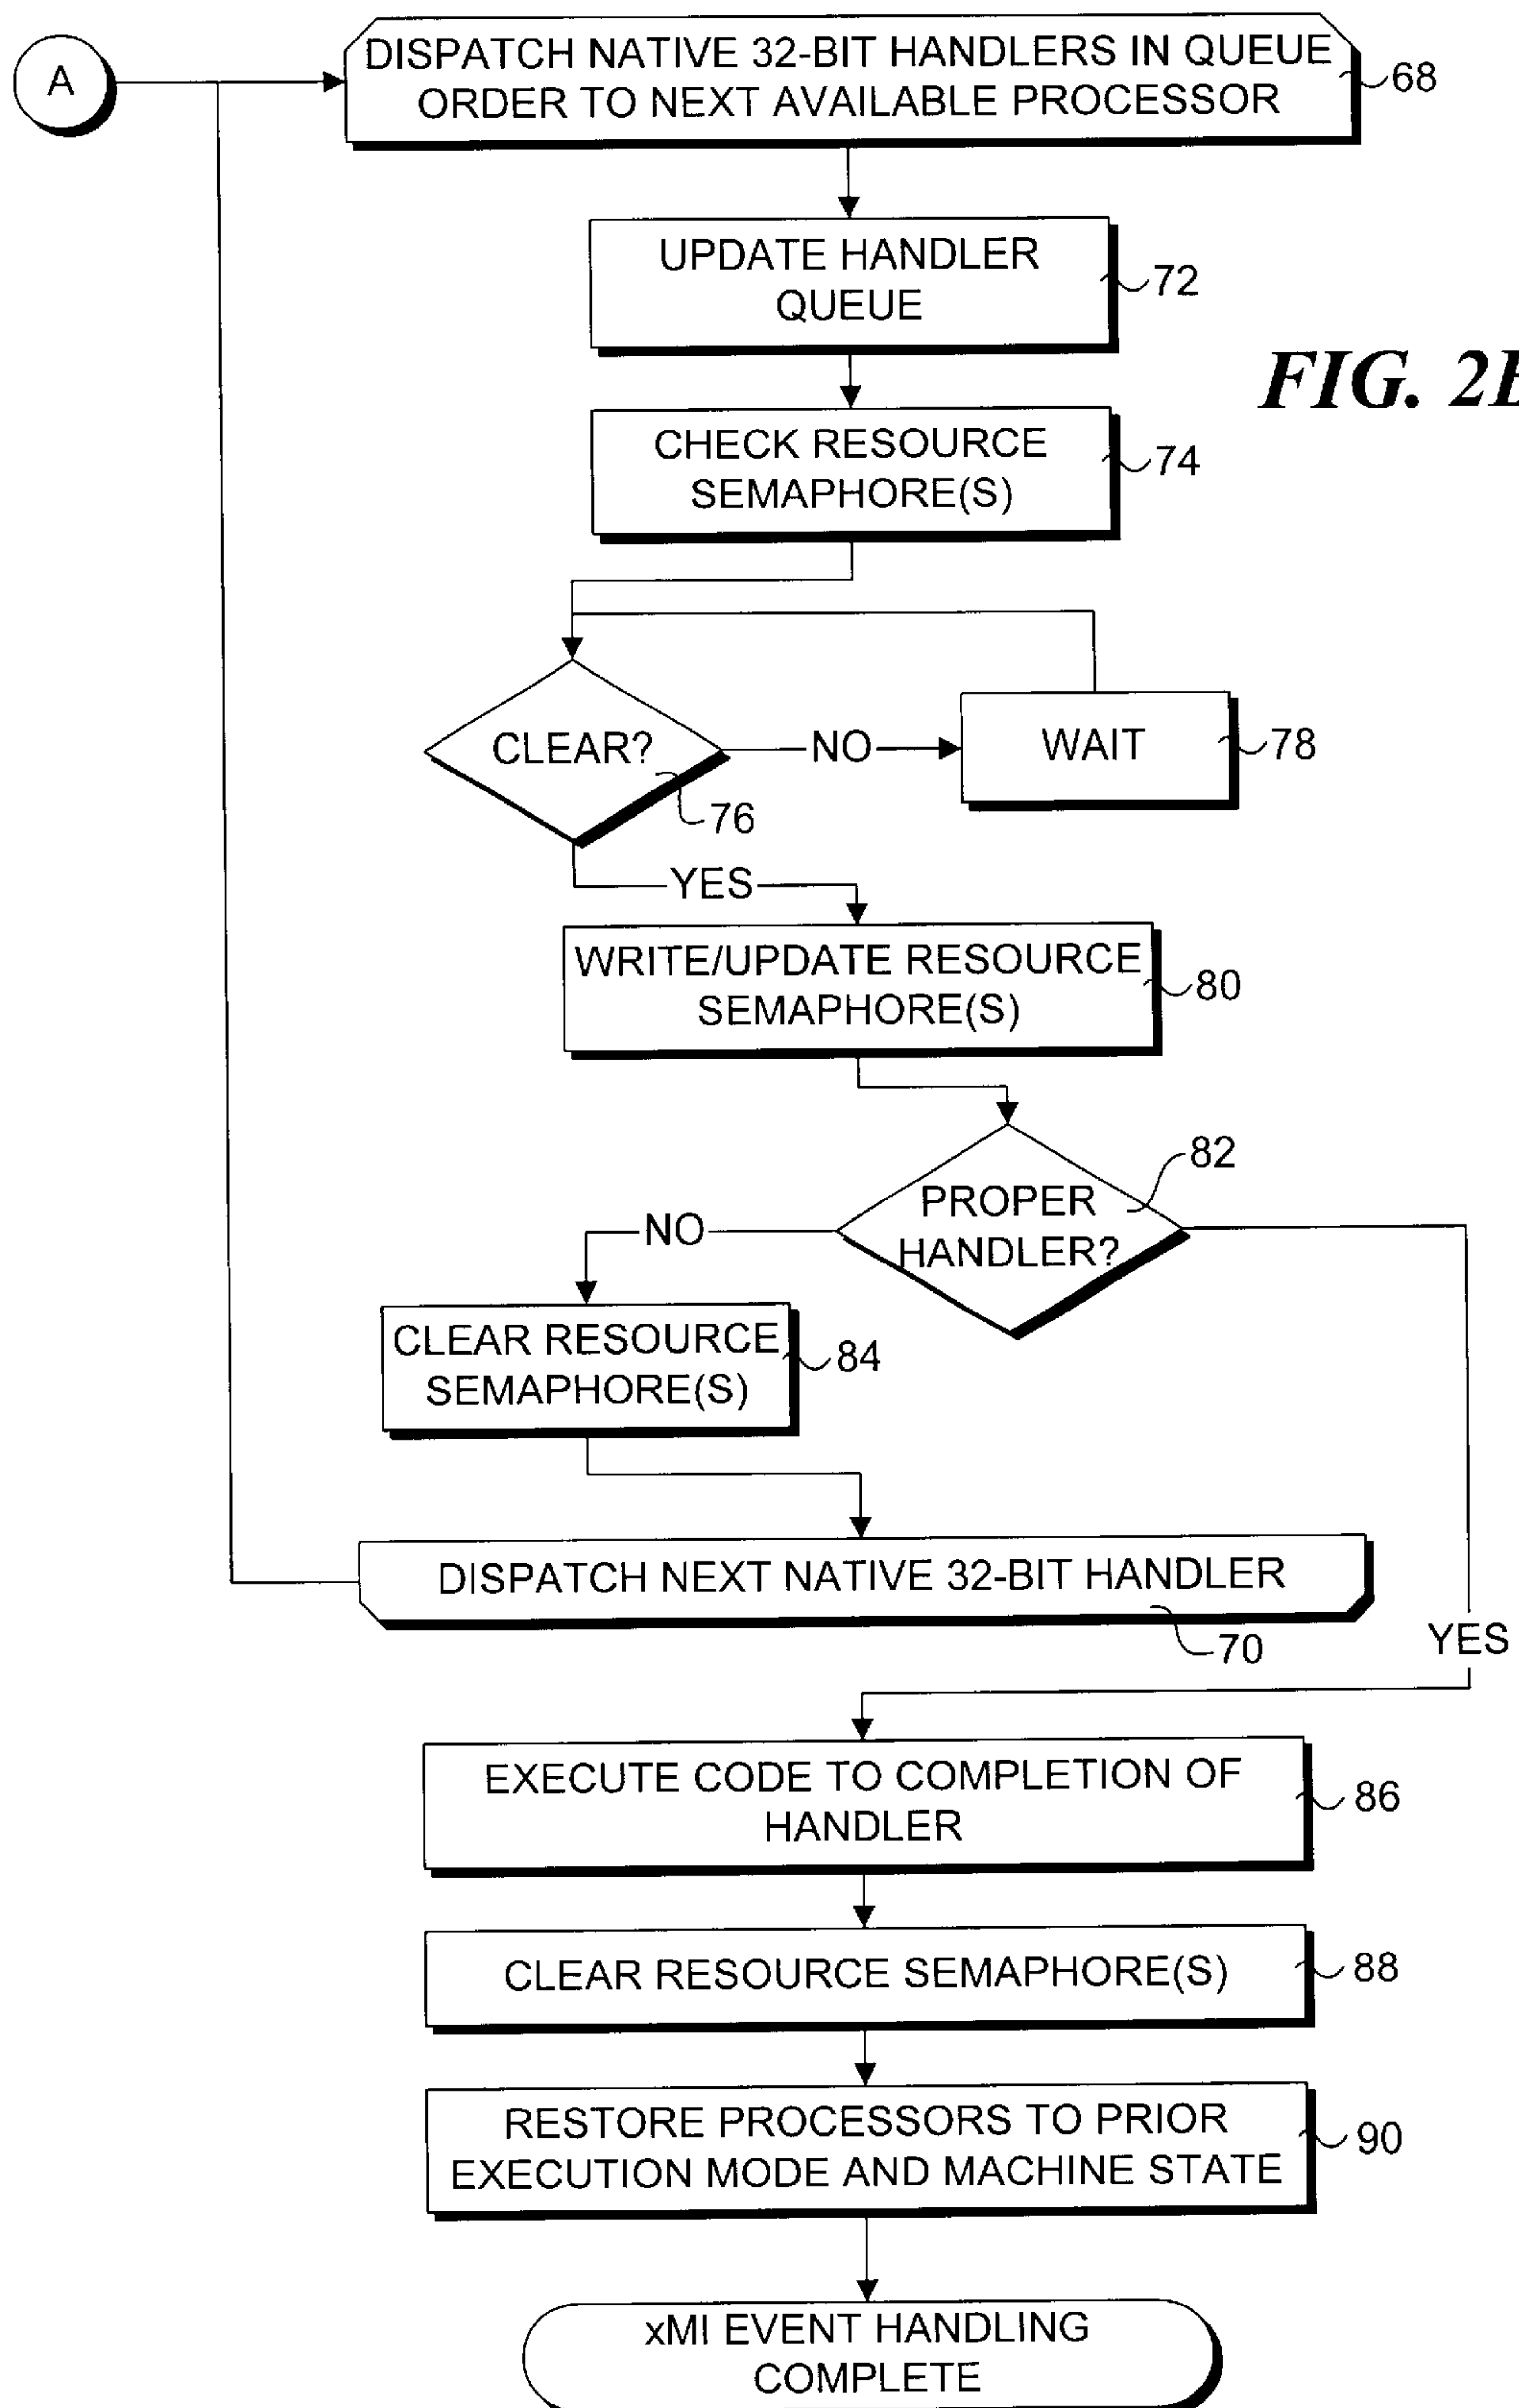 A
DISPATCH NATIVE 32-BIT HANDLERS IN QUEUE
ORDER TO NEXT AVAILABLE PROCESSOR
68
UPDATE HANDLER
QUEUE
72
FIG. 2B
CHECK RESOURCE
SEMAPHORE(S)
74
CLEAR?
76
NO
WAIT
78
YES
WRITE/UPDATE RESOURCE
SEMAPHORE(S)
80
PROPER
HANDLER?
82
NO
CLEAR RESOURCE
SEMAPHORE(S)
84
DISPATCH NEXT NATIVE 32-BIT HANDLER
70
YES
EXECUTE CODE TO COMPLETION OF
HANDLER
86
CLEAR RESOURCE SEMAPHORE(S)
88
RESTORE PROCESSORS TO PRIOR
EXECUTION MODE AND MACHINE STATE
90
xMI EVENT HANDLING
COMPLETE